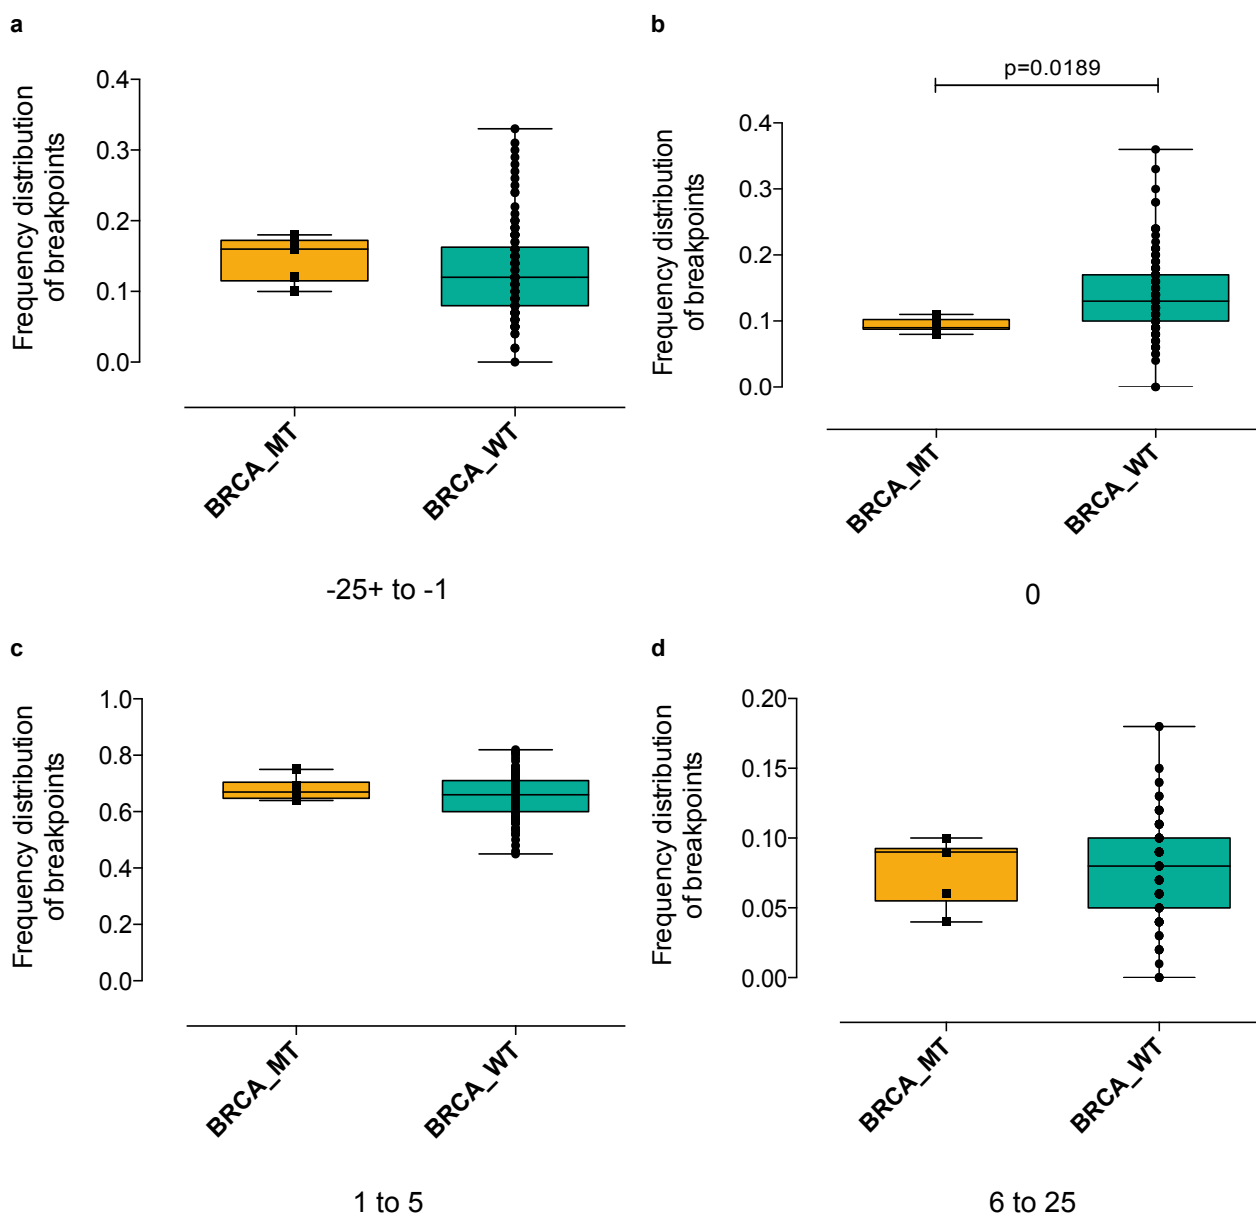 a
Frequency distribution
of breakpoints
0.4
0.3
0.2
0.1
0.0
BRCA_MT
BRCA_WT
-25+ to -1
b
p=0.0189
Frequency distribution
of breakpoints
0.4
0.3
0.2
0.1
0.0
BRCA_MT
BRCA_WT
0
c
Frequency distribution
of breakpoints
1.0
0.8
0.6
0.4
0.2
0.0
BRCA_MT
BRCA_WT
1 to 5
d
Frequency distribution
of breakpoints
0.20
0.15
0.10
0.05
0.00
BRCA_MT
BRCA_WT
6 to 25